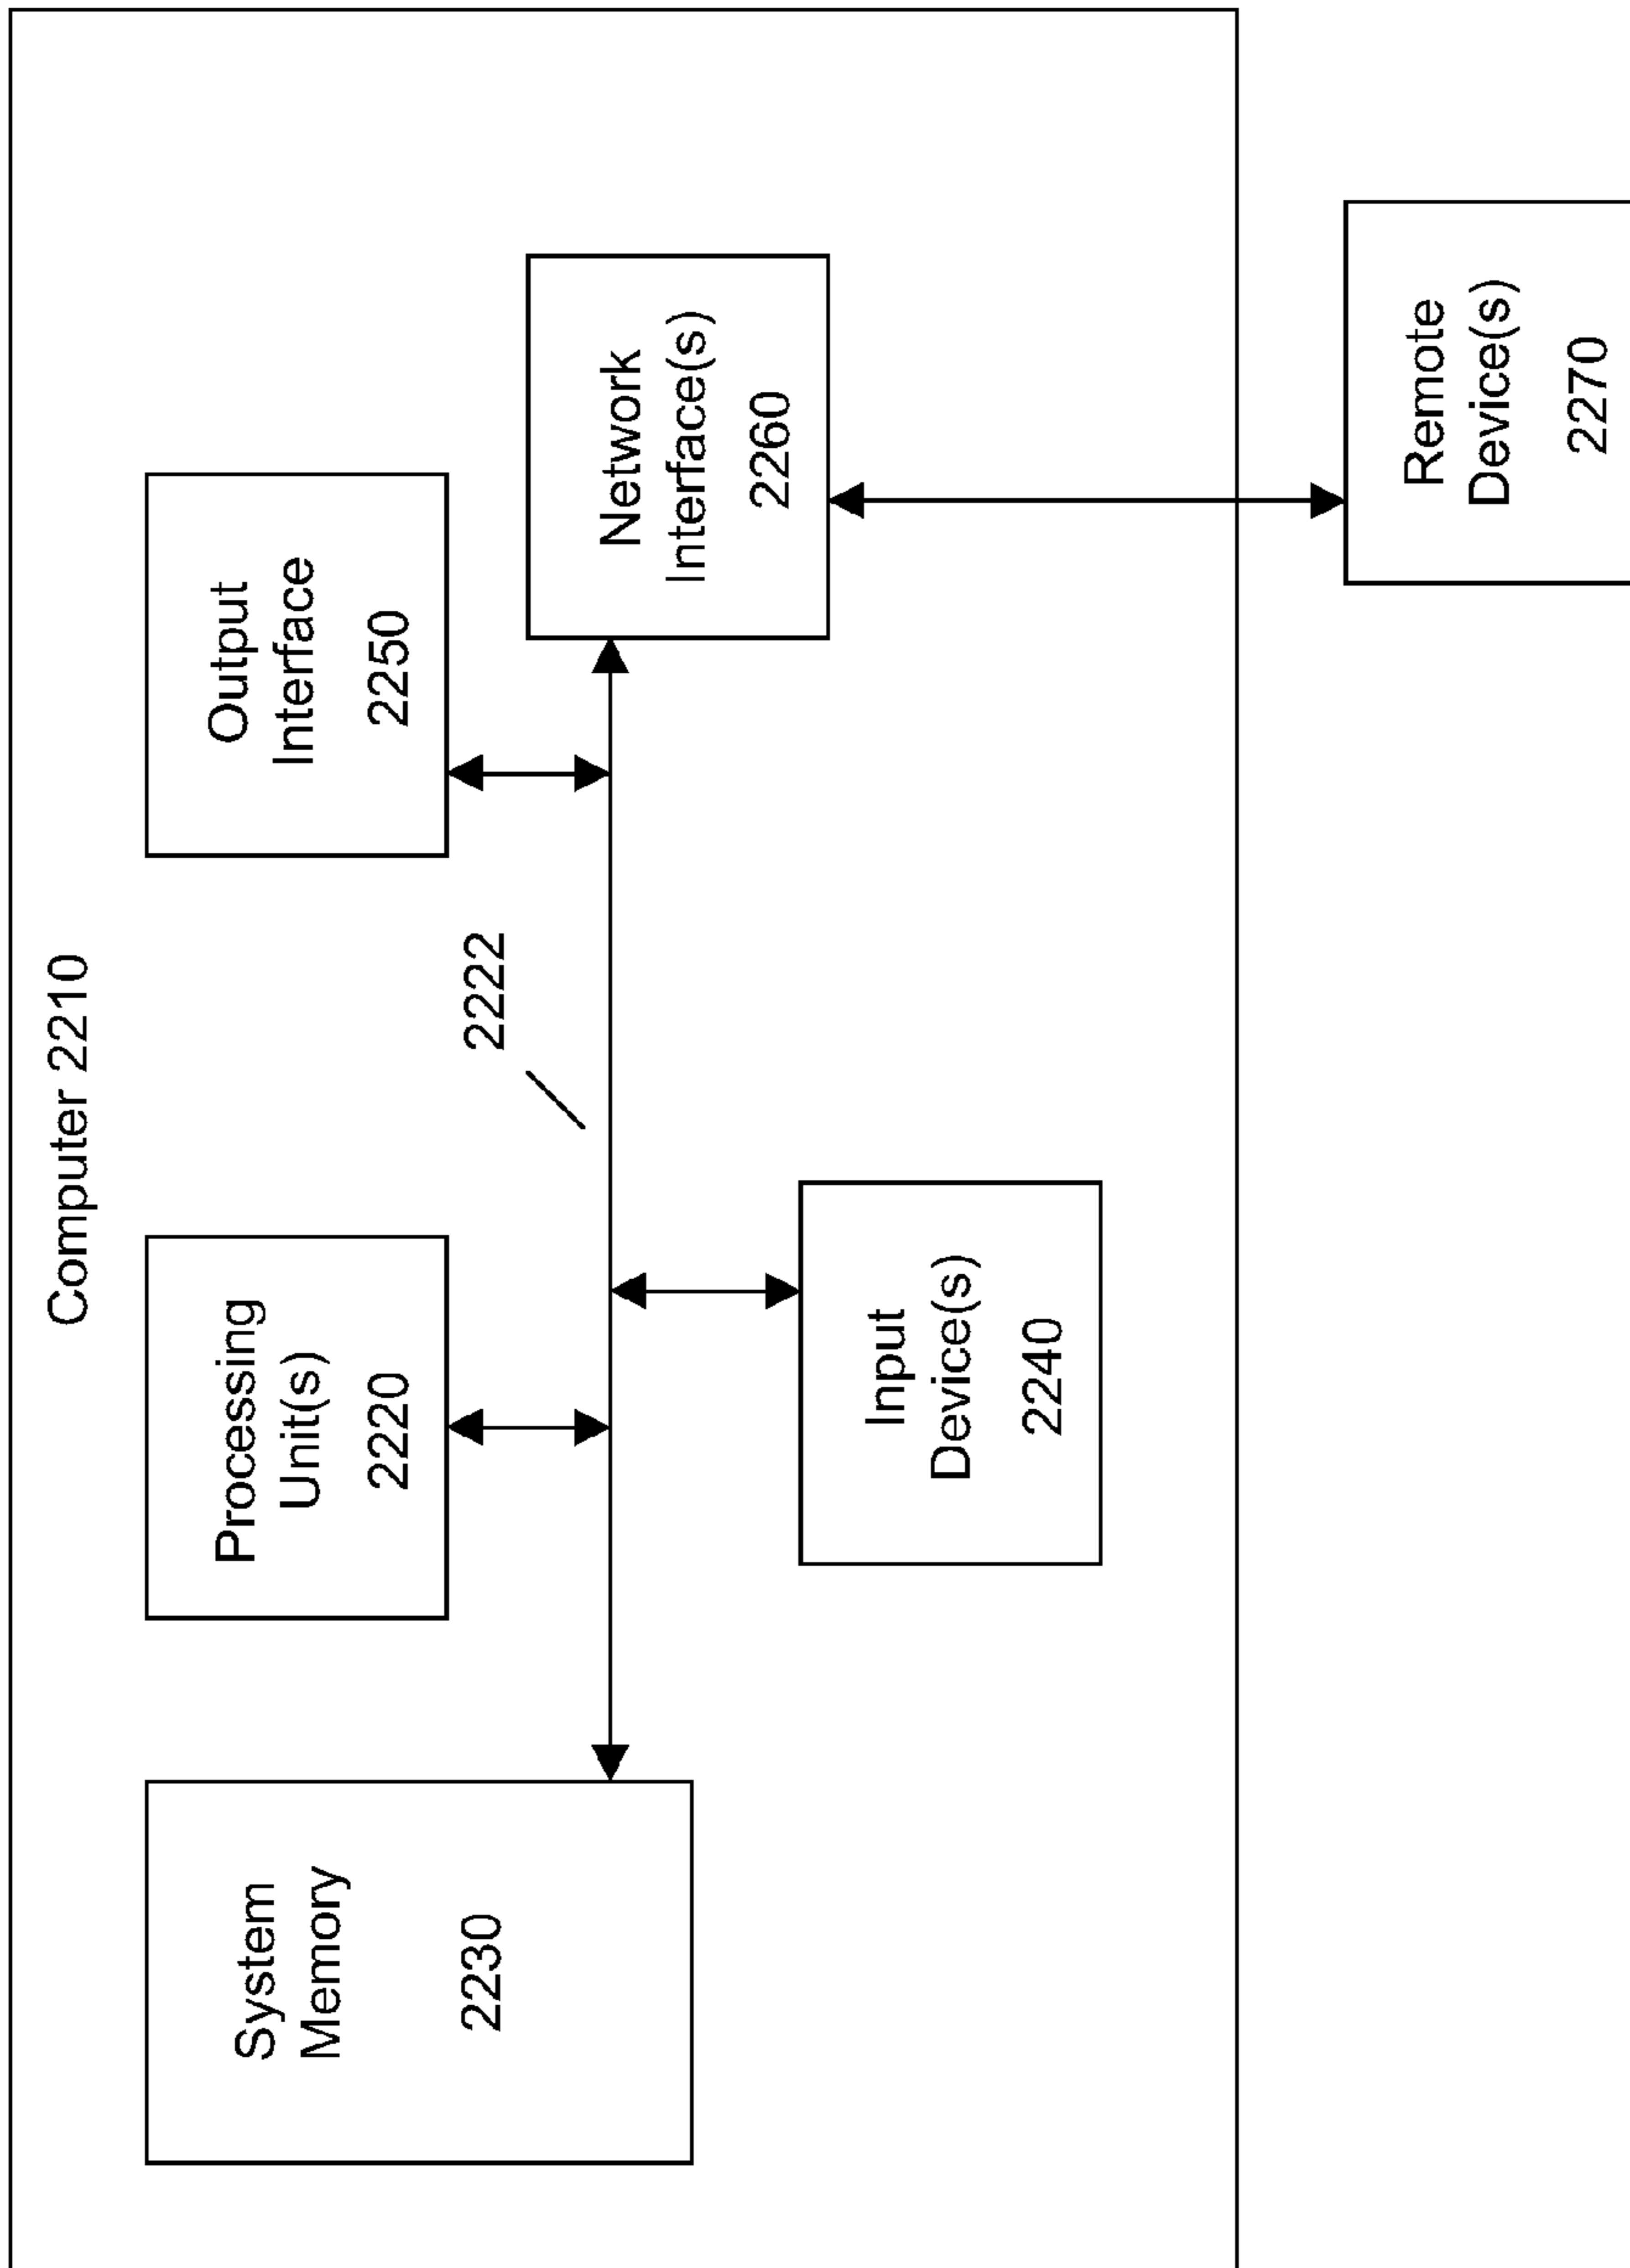 Computer 2210
System
Memory
2230
Processing
Unit(s)
2220
Output
Interface
2250
2222
Network
Interface(s)
2260
Input
Device(s)
2240
Remote
Device(s)
2270